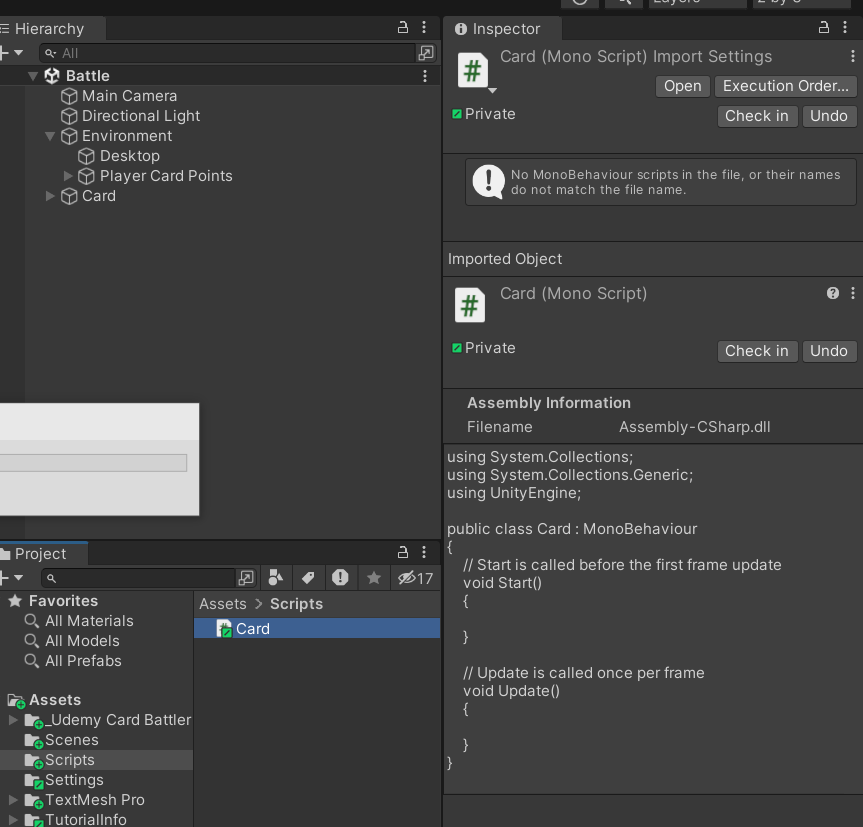 Hierarchy
All
Battle
Main Camera
Directional Light
Environment
Desktop
Player Card Points
Card
Project
17
Favorites
All Materials
All Models
All Prefabs
Assets
_Udemy Card Battler
Scenes
Scripts
Settings
TextMesh Pro
TutorialInfo
Assets > Scripts
Card
Inspector
Card (Mono Script) Import Settings
Open
Execution Order...
Private
Check in
Undo
No MonoBehaviour scripts in the file, or their names
do not match the file name.
Imported Object
Card (Mono Script)
Private
Check in
Undo
Assembly Information
Filename
Assembly-CSharp.dll
using System.Collections;
using System.Collections.Generic;
using UnityEngine;
public class Card : MonoBehaviour
{
// Start is called before the first frame update
void Start()
{
}
// Update is called once per frame
void Update()
{
}
}